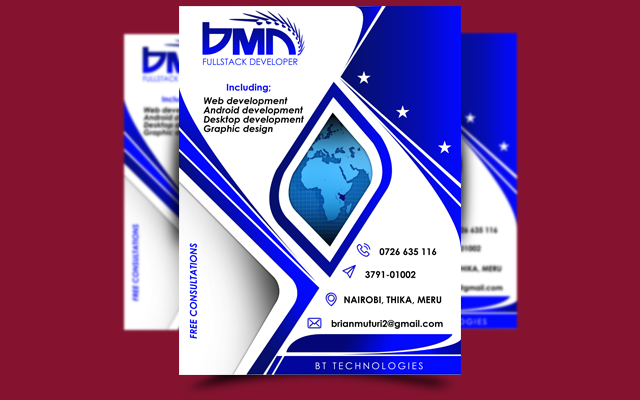 BMN
FULLSTACK DEVELOPER
Including;
Web development
Android development
Desktop development
Graphic design
FREE CONSULTATIONS
0726 635 116
3791-01002
NAIROBI, THIKA, MERU
brianmuturi2@gmail.com
BT TECHNOLOGIES